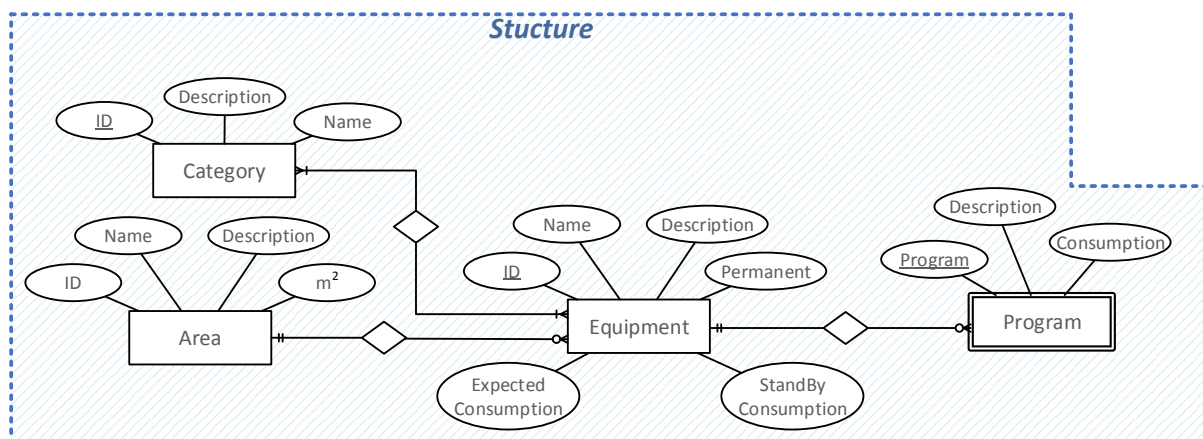 Stucture
Description
ID
Name
Category
Name
Description
ID
m²
Area
Name
Description
ID
Permanent
Equipment
Expected
Consumption
StandBy
Consumption
Description
Program
Consumption
Program